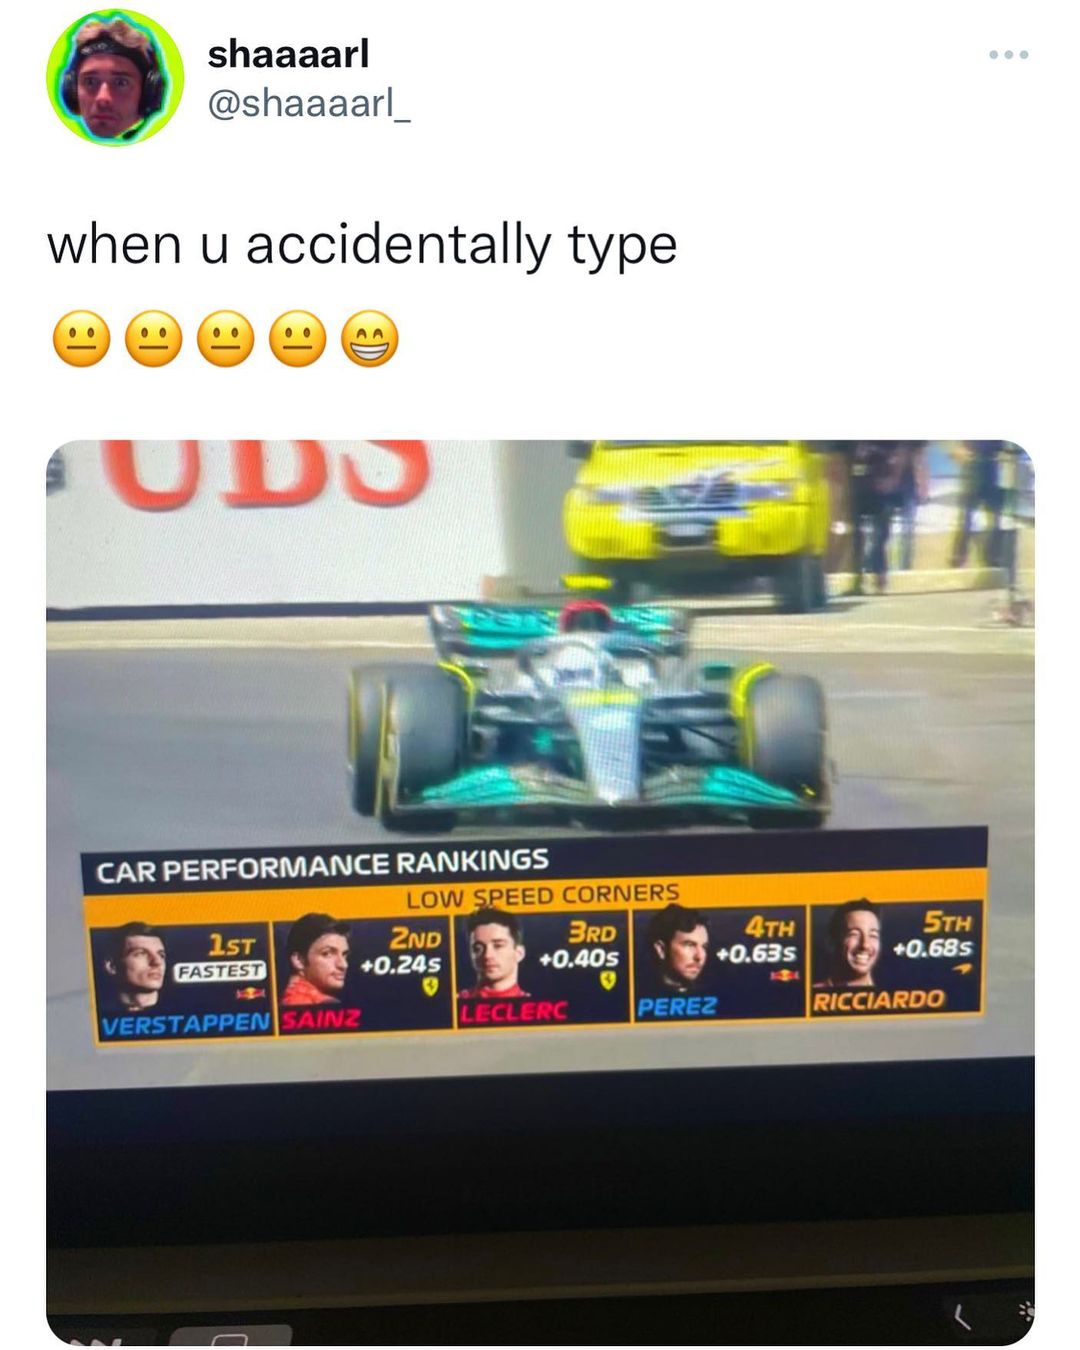 shaaaarl
@shaaaarl_
when u accidentally type
😐😐😐😐😁
UBS
CAR PERFORMANCE RANKINGS
LOW SPEED CORNERS
1ST
FASTEST
VERSTAPPEN
2ND
+0.24s
SAINZ
3RD
+0.40s
LECLERC
4TH
+0.63s
PEREZ
5TH
+0.68s
RICCIARDO